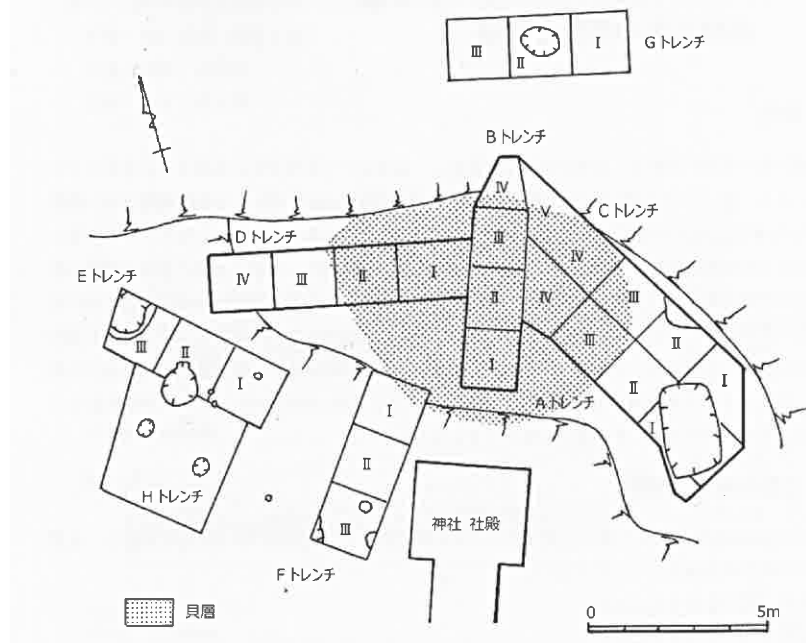 III II I Gトレンチ
Bトレンチ
IV
V Cトレンチ
Dトレンチ
III IV
IV III II I II IV III
Eトレンチ
III II I
I III II I
II I
Aトレンチ
I
II
Hトレンチ
III
神社 社殿
Fトレンチ
貝層
0 5m